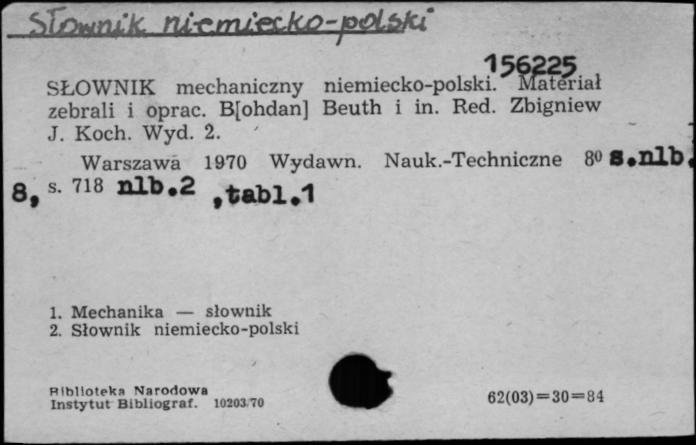 Słownik niemiecko-polski
156225
SŁOWNIK mechaniczny niemiecko-polski. Materiał
zebrali i oprac. B[ohdan] Beuth i in. Red. Zbigniew
J. Koch. Wyd. 2.
Warszawa 1970 Wydawn. Nauk.-Techniczne 8⁰ s.nlb.
8, s. 718 nlb.2 ,tabl.1
1. Mechanika — słownik
2. Słownik niemiecko-polski
Biblioteka Narodowa
Instytut Bibliograf. 10203/70
62(03)=30=84